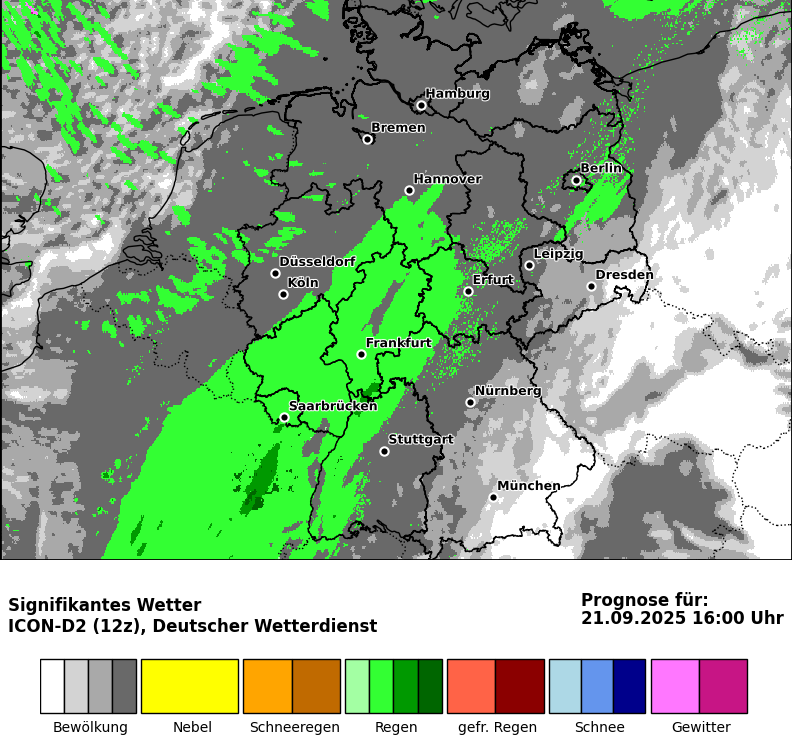 Hamburg
Bremen
Berlin
Hannover
Leipzig
Düsseldorf
Dresden
Köln
Erfurt
Frankfurt
Nürnberg
Saarbrücken
Stuttgart
München
Signifikantes Wetter
ICON-D2 (12z), Deutscher Wetterdienst
Prognose für:
21.09.2025 16:00 Uhr
Bewölkung
Nebel
Schneeregen
Regen
gefr. Regen
Schnee
Gewitter